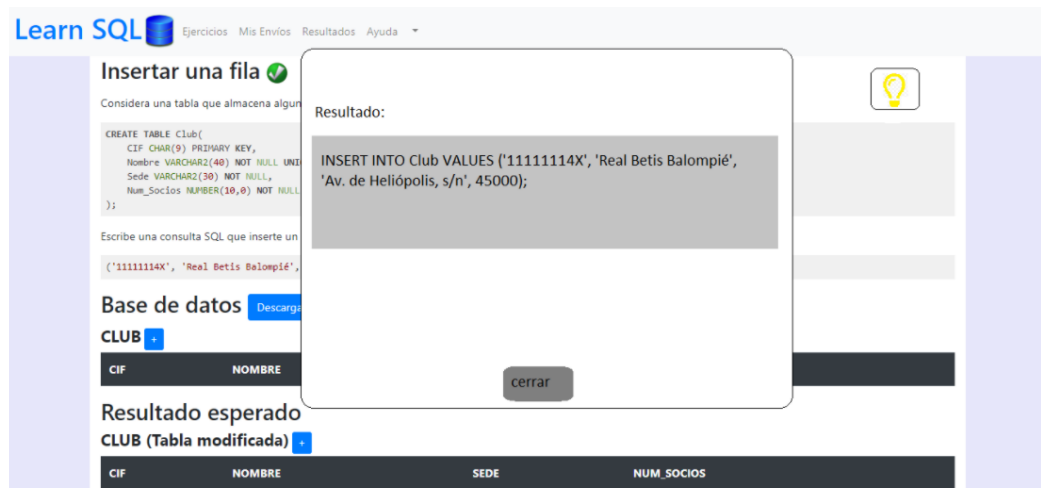 Learn SQL Ejercicios Mis Envíos Resultados Ayuda
Insertar una fila
Considera una tabla que almacena algun
CREATE TABLE Club(
CIF CHAR(9) PRIMARY KEY,
Nombre VARCHAR2(40) NOT NULL UNI
Sede VARCHAR2(30) NOT NULL,
Num_Socios NUMBER(10,0) NOT NULL
);
Escribe una consulta SQL que inserte un
('11111114X', 'Real Betis Balompié',
Base de datos Descarga
CLUB +
CIF NOMBRE
Resultado esperado
CLUB (Tabla modificada) +
CIF NOMBRE SEDE NUM_SOCIOS
Resultado:
INSERT INTO Club VALUES ('11111114X', 'Real Betis Balompié',
'Av. de Heliópolis, s/n', 45000);
cerrar